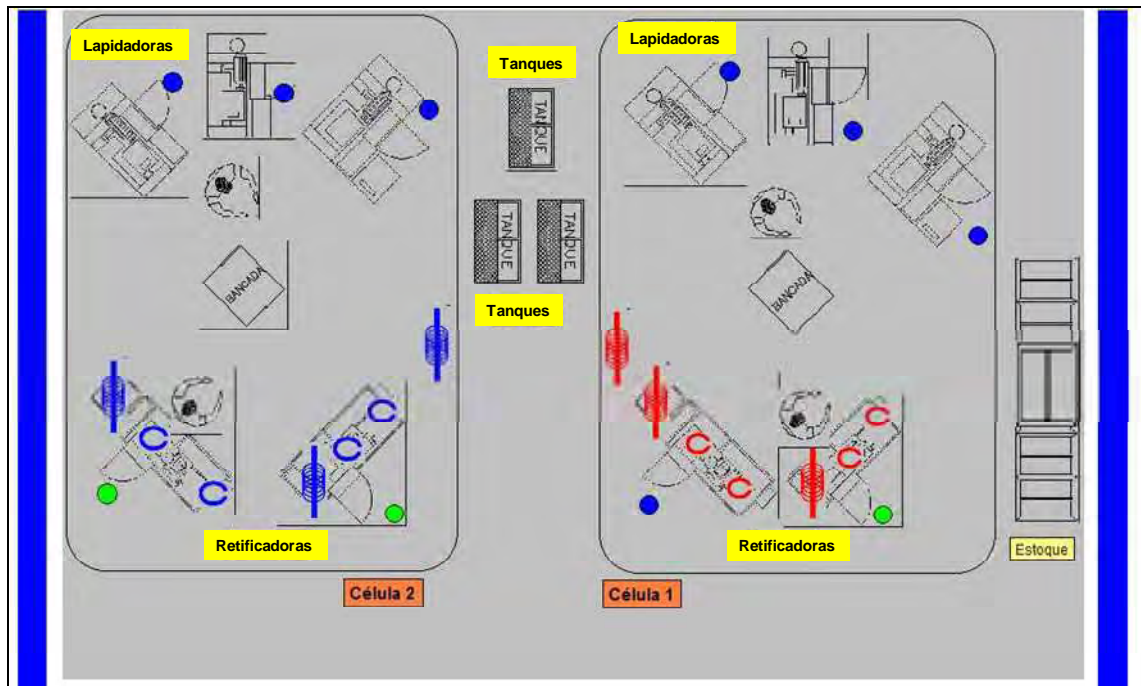 Lapidadoras
Tanques
TANQUE
TANQUE
TANQUE
Tanques
BANCADA
Retificadoras
Célula 2
Lapidadoras
BANCADA
Retificadoras
Célula 1
Estoque